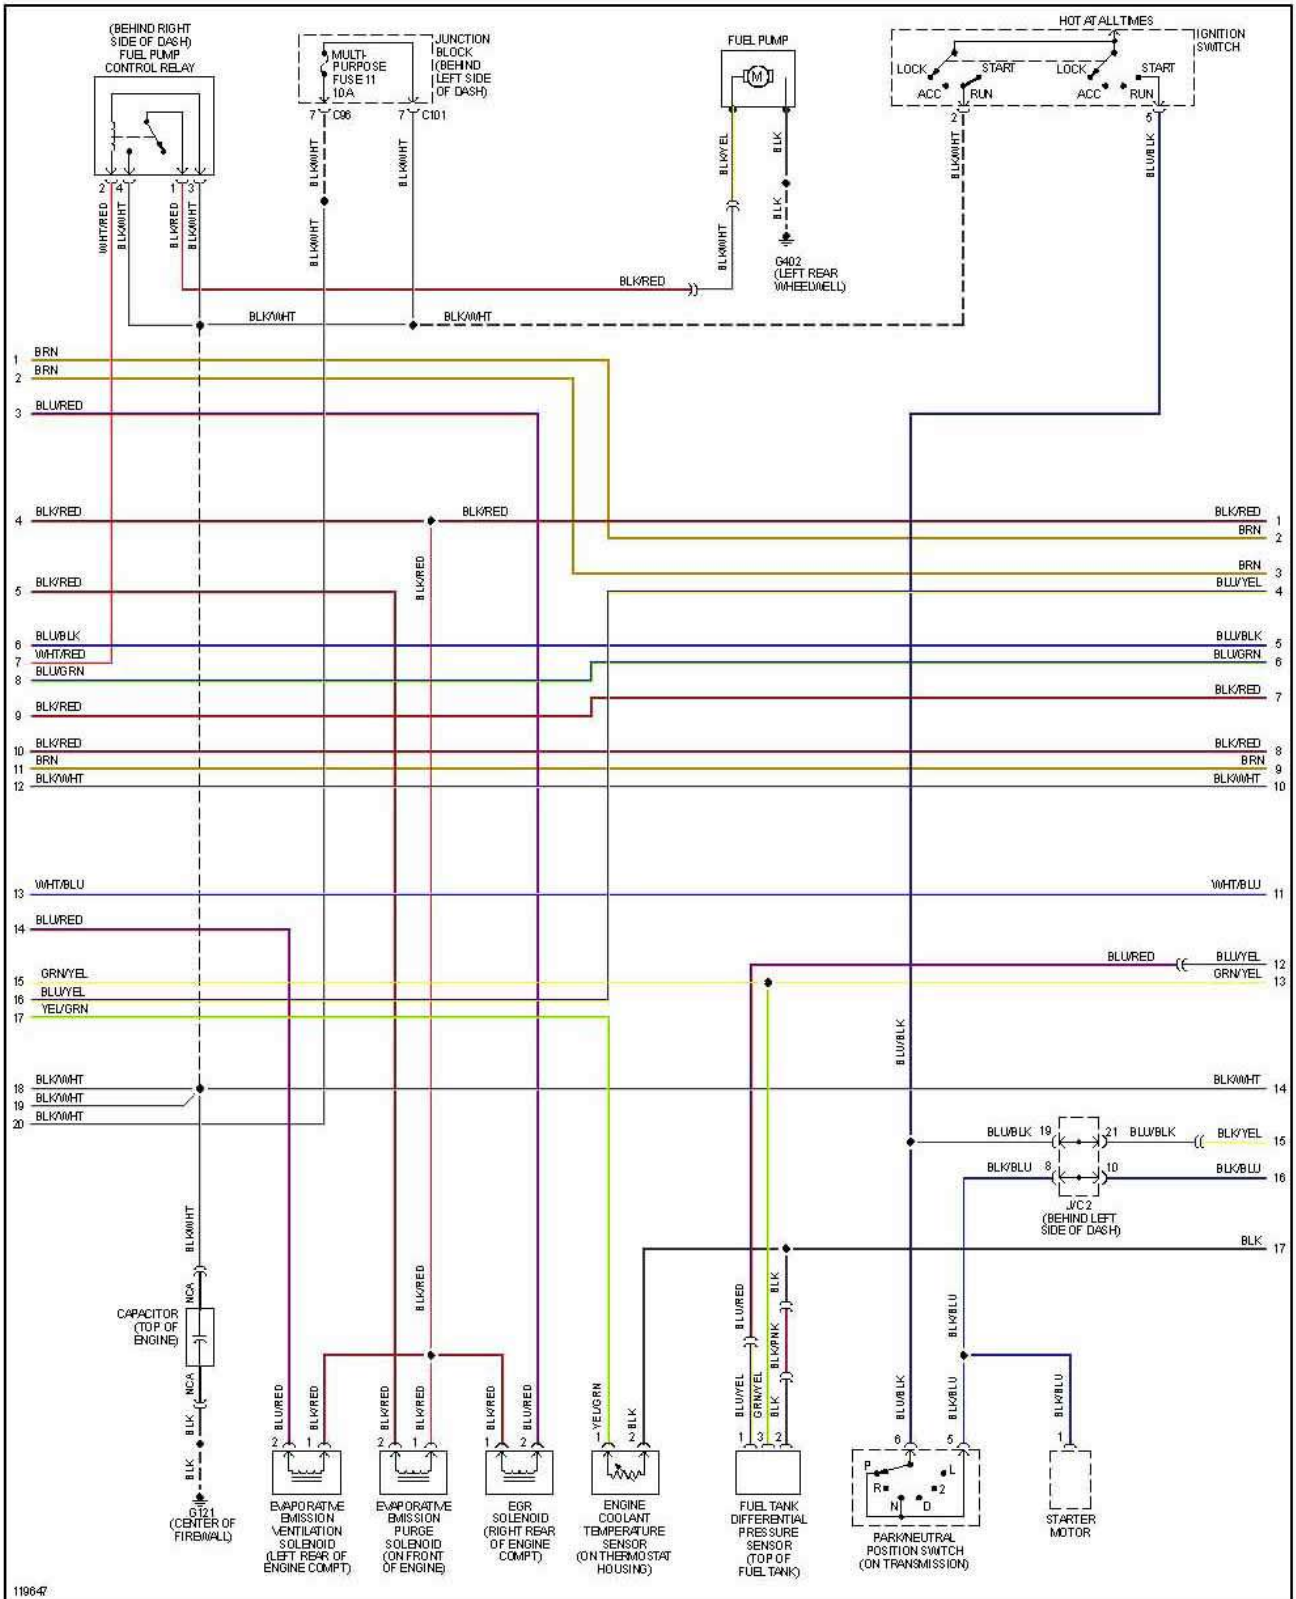 (BEHIND RIGHT
SIDE OF DASH)
FUEL PUMP
CONTROL RELAY
MULTI-
PURPOSE
FUSE 11
10A
JUNCTION
BLOCK
(BEHIND
LEFT SIDE
OF DASH)
FUEL PUMP
M
HOT AT ALL TIMES
IGNITION
SWITCH
LOCK
START
ACC
RUN
LOCK
START
ACC
RUN
7 C96
7 C101
2
5
2 4 1 3
WHT/RED
BLK/WHT
BLK/RED
BLK/WHT
BLK/WHT
BLK/WHT
BLK/WHT
BLK/YEL
BLK
BLK/WHT
BLU/BLK
BLK/WHT
BLK
G402
(LEFT REAR
WHEELWELL)
BLK/RED
BLK/WHT
BLK/WHT
1 BRN
2 BRN
3 BLU/RED
4 BLK/RED
BLK/RED
BLK/RED 1
BRN 2
BLK/RED
BRN 3
BLU/YEL 4
5 BLK/RED
6 BLU/BLK
BLU/BLK 5
7 WHT/RED
BLU/GRN 6
8 BLU/GRN
BLK/RED 7
9 BLK/RED
10 BLK/RED
BLK/RED 8
11 BRN
BRN 9
12 BLK/WHT
BLK/WHT 10
13 WHT/BLU
WHT/BLU 11
14 BLU/RED
BLU/RED
BLU/YEL 12
15 GRN/YEL
GRN/YEL 13
16 BLU/YEL
17 YEL/GRN
BLU/BLK
18 BLK/WHT
BLK/WHT 14
19 BLK/WHT
20 BLK/WHT
BLU/BLK 19
21 BLU/BLK
BLK/YEL 15
BLK/BLU 8
10
BLK/BLU 16
J/C 2
(BEHIND LEFT
SIDE OF DASH)
BLK 17
BLK/WHT
NCA
CAPACITOR
(TOP OF
ENGINE)
NCA
BLK
BLK
G121
(CENTER OF
FIREWALL)
BLK/RED
BLU/RED
BLK
BLK/PNK
BLK/BLU
BLU/RED
BLK/RED
BLK/RED
BLK/RED
BLK/RED
BLU/RED
YEL/GRN
BLK
BLU/YEL
GRN/YEL
BLK
BLU/BLK
BLK/BLU
BLK/BLU
2 1
2 1
1 2
1 2
1 3 2
6 5
1
P
R
N
D
2
L
EVAPORATIVE
EMISSION
VENTILATION
SOLENOID
(LEFT REAR OF
ENGINE COMPT)
EVAPORATIVE
EMISSION
PURGE
SOLENOID
(ON FRONT
OF ENGINE)
EGR
SOLENOID
(RIGHT REAR
OF ENGINE
COMPT)
ENGINE
COOLANT
TEMPERATURE
SENSOR
(ON THERMOSTAT
HOUSING)
FUEL TANK
DIFFERENTIAL
PRESSURE
SENSOR
(TOP OF
FUEL TANK)
PARK/NEUTRAL
POSITION SWITCH
(ON TRANSMISSION)
STARTER
MOTOR
119647